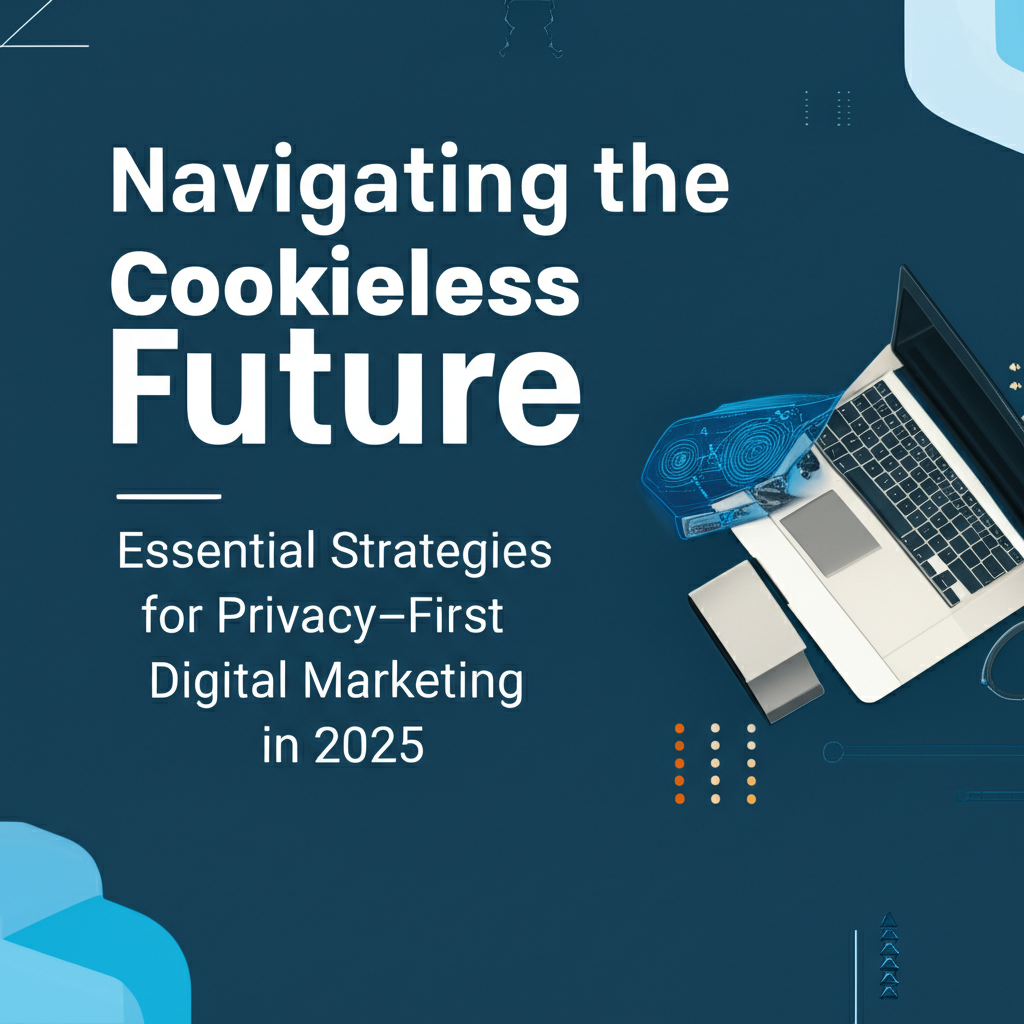 Navigating the
Cookieless
Future
Essential Strategies
for Privacy–First
Digital Marketing
in 2025